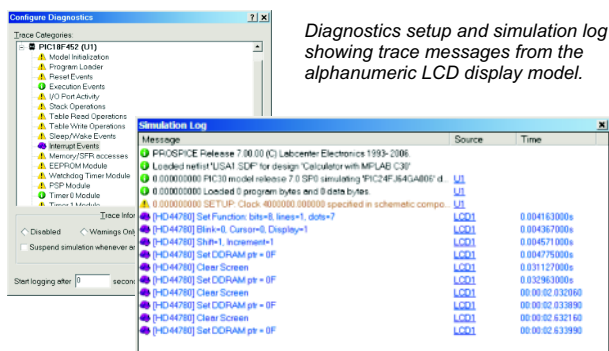 Configure Diagnostics
Trace Categories:
PIC18F452 (U1)
Model Initialization
Program Loader
Reset Events
Execution Events
I/O Port Activity
Stack Operations
Table Read Operations
Table Write Operations
Sleep/Wake Events
Interrupt Events
Memory/SFR accesses
EEPROM Module
Watchdog Timer Module
PSP Module
Timer 0 Module
Timer 1 Module
Trace Infor
Disabled Warnings Only
Suspend simulation whenever er
Start logging after 0 second
Diagnostics setup and simulation log
showing trace messages from the
alphanumeric LCD display model.
Simulation Log
Message Source Time
PROSPICE Release 7.00.00 (C) Labcenter Electronics 1993-2006.
Loaded netlist 'LISA1.SDF' for design 'Calculator with MPLAB C30'
0.000000000 PIC30 model release 7.0 SP0 simulating 'PIC24FJ64GA006' d... U1
0.000000000 Loaded 0 program bytes and 0 data bytes. U1
0.000000000 SETUP: Clock 4000000.000000 specified in schematic compo... U1
[HD44780] Set Function: bits=8, lines=1, dots=7 LCD1 0.004163000s
[HD44780] Blink=0, Cursor=0, Display=1 LCD1 0.004367000s
[HD44780] Shift=1, Increment=1 LCD1 0.004571000s
[HD44780] Set DDRAM ptr = 0F LCD1 0.004775000s
[HD44780] Clear Screen LCD1 0.031127000s
[HD44780] Set DDRAM ptr = 0F LCD1 0.032963000s
[HD44780] Clear Screen LCD1 00:00:02.032060
[HD44780] Set DDRAM ptr = 0F LCD1 00:00:02.033890
[HD44780] Clear Screen LCD1 00:00:02.632160
[HD44780] Set DDRAM ptr = 0F LCD1 00:00:02.633990